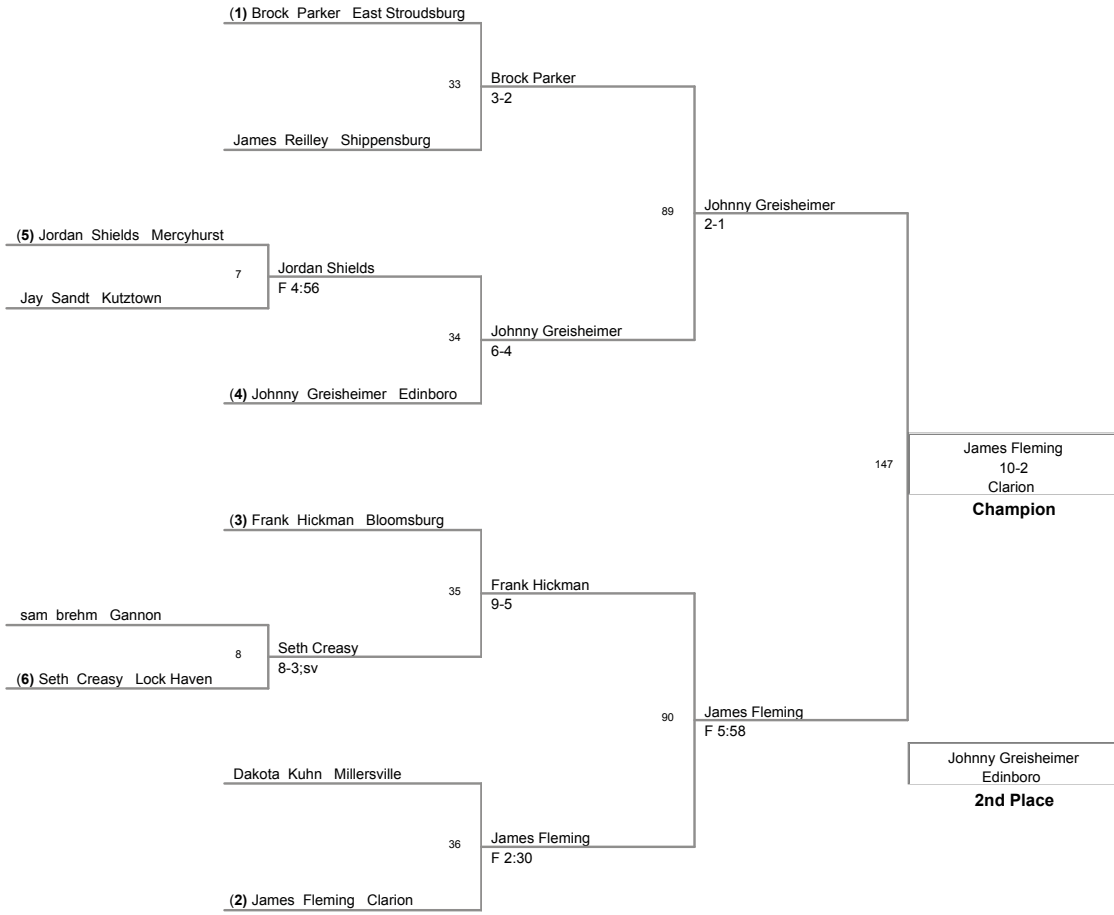 (1) Brock Parker East Stroudsburg
33
Brock Parker
3-2
James Reilley Shippensburg
89
Johnny Greisheimer
2-1
(5) Jordan Shields Mercyhurst
7
Jordan Shields
F 4:56
Jay Sandt Kutztown
34
Johnny Greisheimer
6-4
(4) Johnny Greisheimer Edinboro
147
James Fleming
10-2
Clarion
Champion
(3) Frank Hickman Bloomsburg
35
Frank Hickman
9-5
sam brehm Gannon
8
Seth Creasy
8-3;sv
(6) Seth Creasy Lock Haven
90
James Fleming
F 5:58
Dakota Kuhn Millersville
36
James Fleming
F 2:30
(2) James Fleming Clarion
Johnny Greisheimer
Edinboro
2nd Place